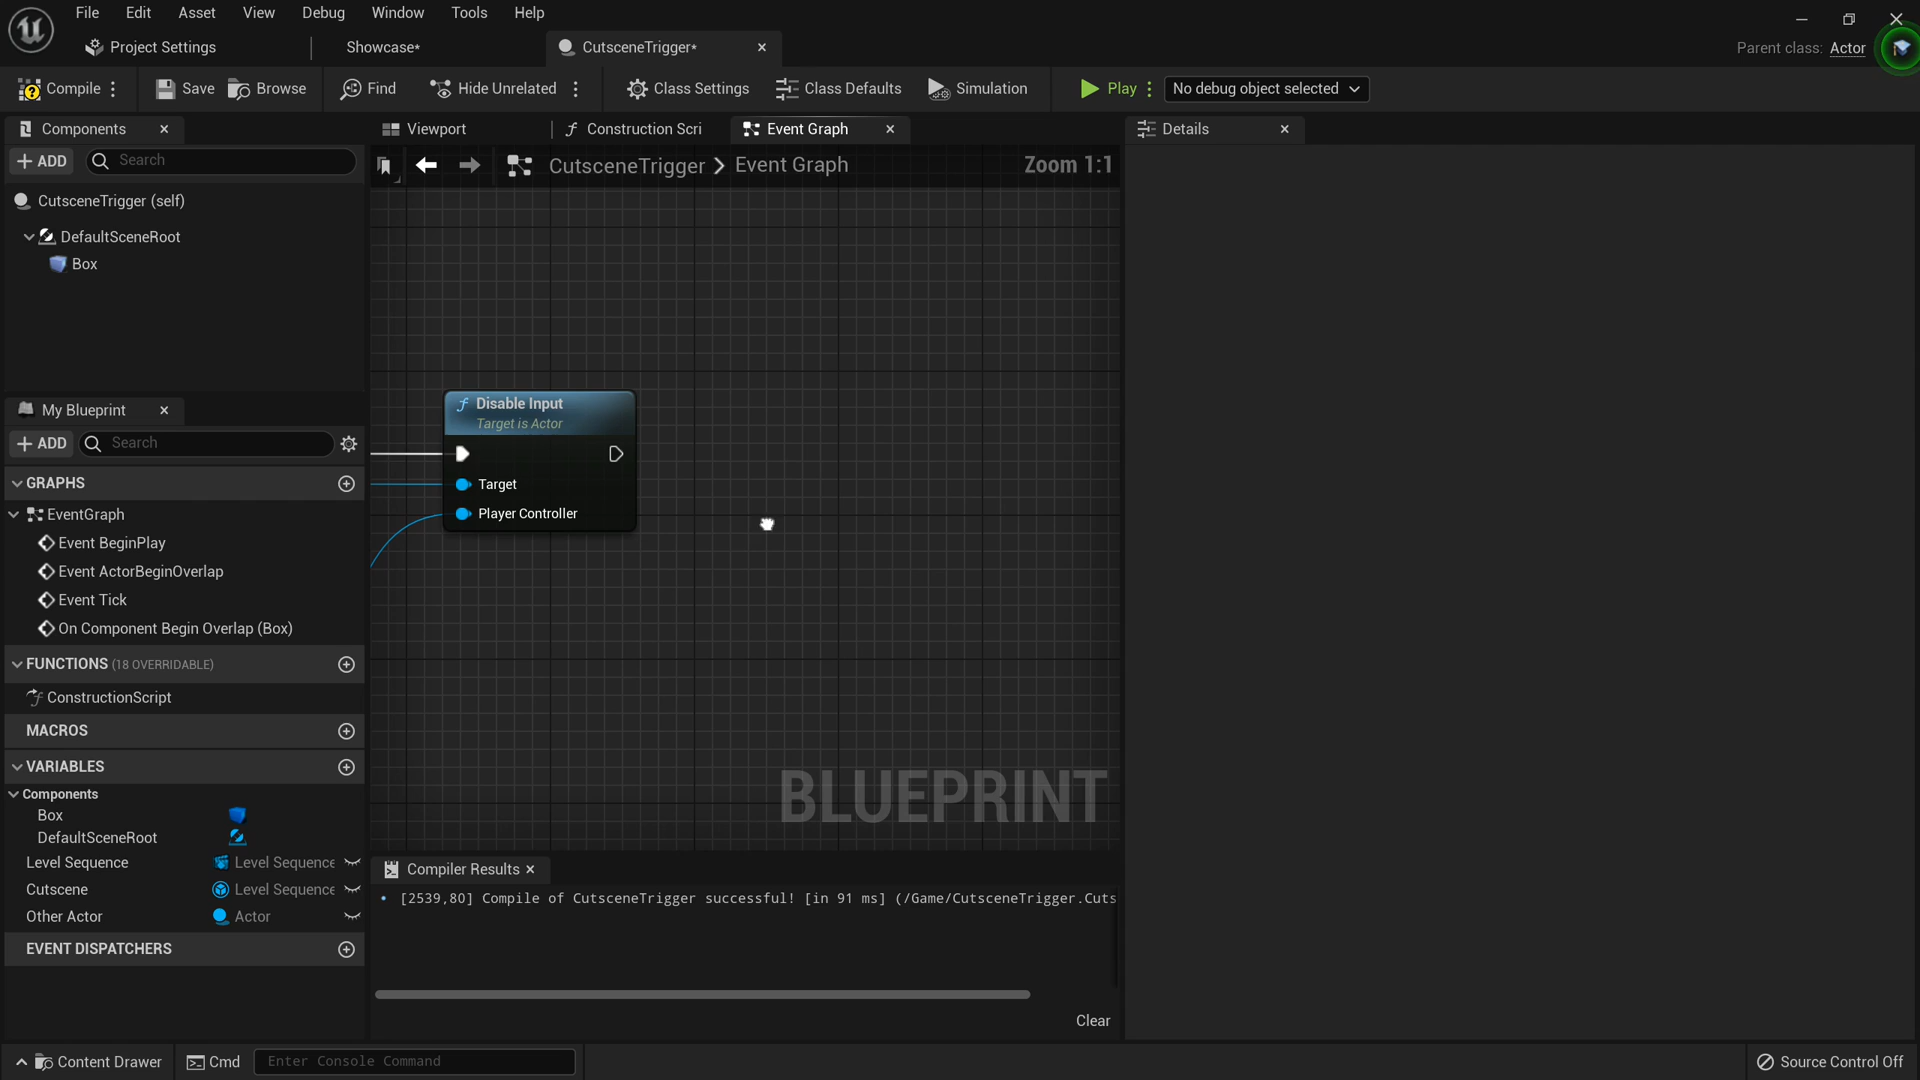 File Edit Asset View Debug Window Tools Help
Project Settings
Showcase*
CutsceneTrigger*
Parent class: Actor
Compile
Save
Browse
Find
Hide Unrelated
Class Settings
Class Defaults
Simulation
Play
No debug object selected
Components
ADD
Search
CutsceneTrigger (self)
DefaultSceneRoot
Box
My Blueprint
ADD
Search
GRAPHS
EventGraph
Event BeginPlay
Event ActorBeginOverlap
Event Tick
On Component Begin Overlap (Box)
FUNCTIONS (18 OVERRIDABLE)
ConstructionScript
MACROS
VARIABLES
Components
Box
DefaultSceneRoot
Level Sequence Level Sequence
Cutscene Level Sequence
Other Actor Actor
EVENT DISPATCHERS
Viewport
Construction Scri
Event Graph
CutsceneTrigger > Event Graph
Zoom 1:1
Disable Input
Target is Actor
Target
Player Controller
BLUEPRINT
Compiler Results
[2539,80] Compile of CutsceneTrigger successful! [in 91 ms] (/Game/CutsceneTrigger.Cuts
Clear
Details
Content Drawer
Cmd
Enter Console Command
Source Control Off